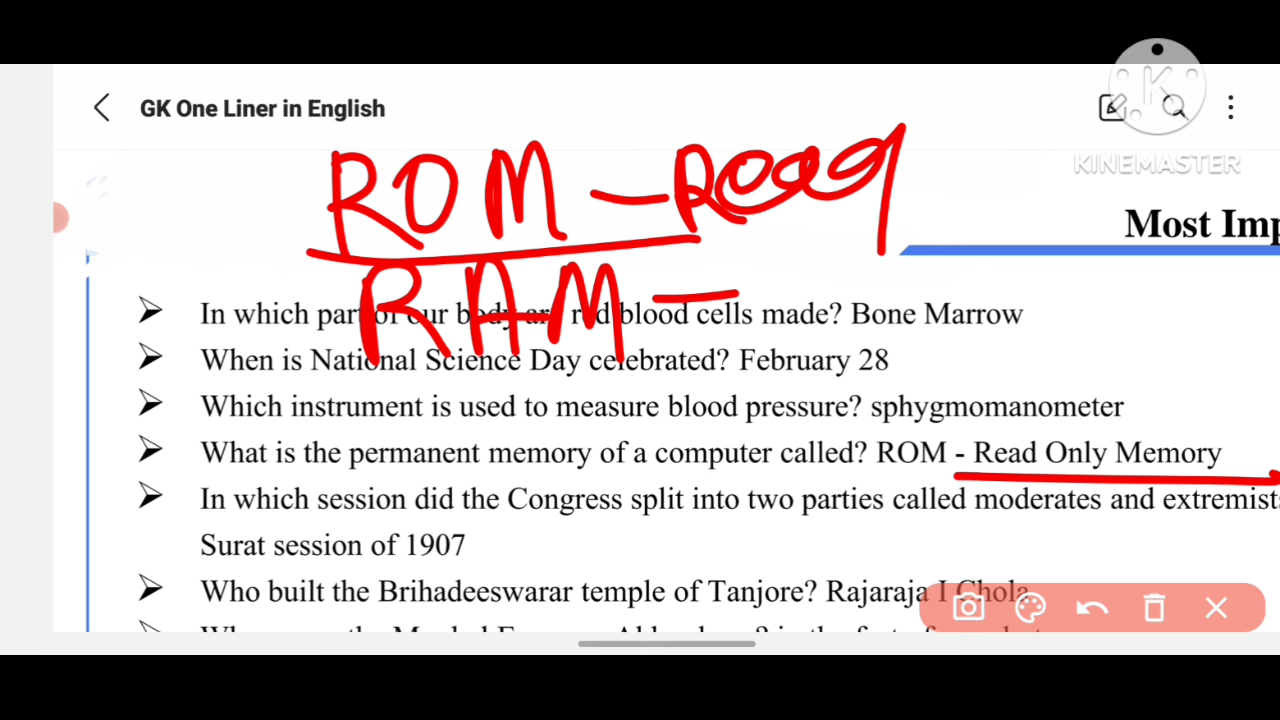 GK One Liner in English
KINEMASTER
ROM - Read
Most Imp
RAM -
In which part of our body are red blood cells made? Bone Marrow
When is National Science Day celebrated? February 28
Which instrument is used to measure blood pressure? sphygmomanometer
What is the permanent memory of a computer called? ROM - Read Only Memory
In which session did the Congress split into two parties called moderates and extremists
Surat session of 1907
Who built the Brihadeeswarar temple of Tanjore? Rajaraja I Chola